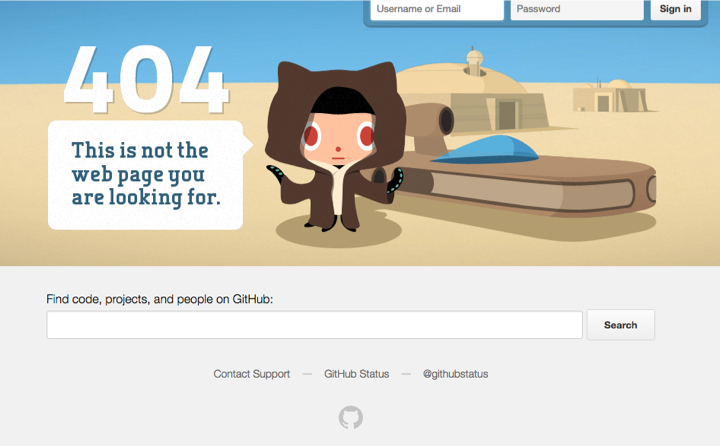 Username or Email
Password
Sign in
404
This is not the
web page you
are looking for.
Find code, projects, and people on GitHub:
Search
Contact Support — GitHub Status — @githubstatus